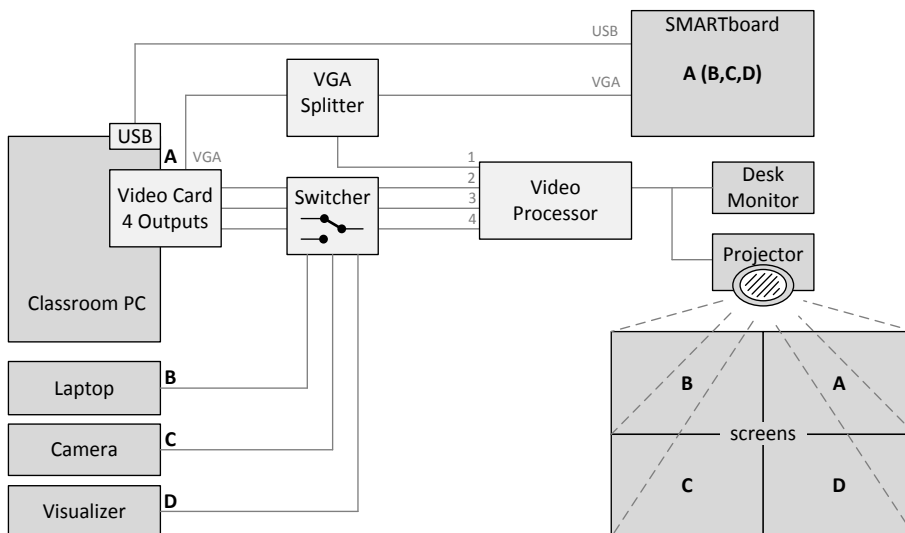 USB
SMARTboard
A (B,C,D)
VGA
VGA
Splitter
USB
A
VGA
Video Card
4 Outputs
Classroom PC
Switcher
1
2
3
4
Video
Processor
Desk
Monitor
Projector
Laptop
B
Camera
C
Visualizer
D
B
A
screens
C
D